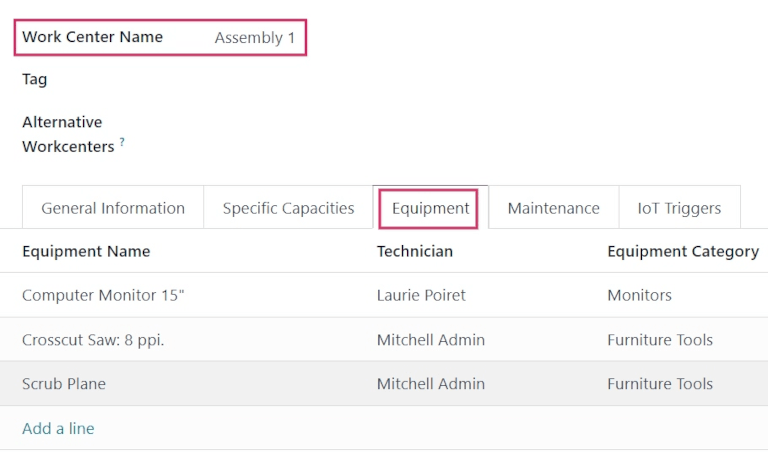 Work Center Name Assembly 1
Tag
Alternative
Workcenters ?
General Information Specific Capacities Equipment Maintenance IoT Triggers
Equipment Name Technician Equipment Category
Computer Monitor 15" Laurie Poiret Monitors
Crosscut Saw: 8 ppi. Mitchell Admin Furniture Tools
Scrub Plane Mitchell Admin Furniture Tools
Add a line